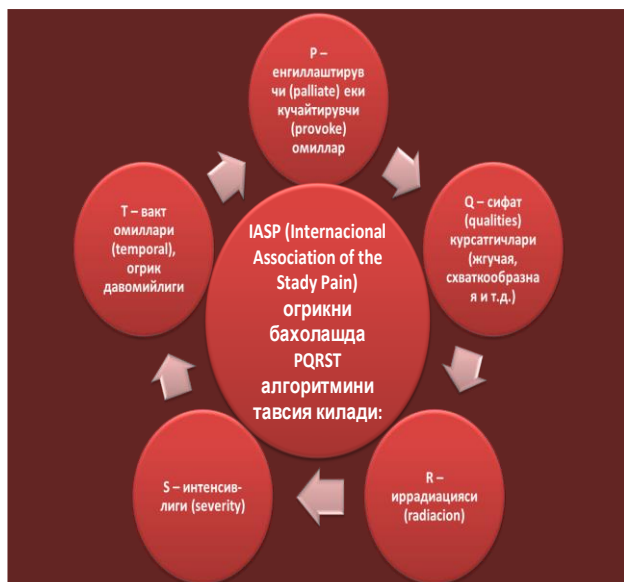 P –
енгиллаштирув
чи (palliate) еки
кучайтирувчи
(provoke)
омиллар
Q – сифат
(qualities)
курсатгичлари
(жгучая,
схваткообразна
я и т.д.)
R –
иррадиацияси
(radiacion)
S – интенсив-
лиги (severity)
T – вакт
омиллари
(temporal),
огрик
давомийлиги
IASP (Internacional
Association of the
Stady Pain)
огрикни
бахолашда
PQRST
алгоритмини
тавсия килади: